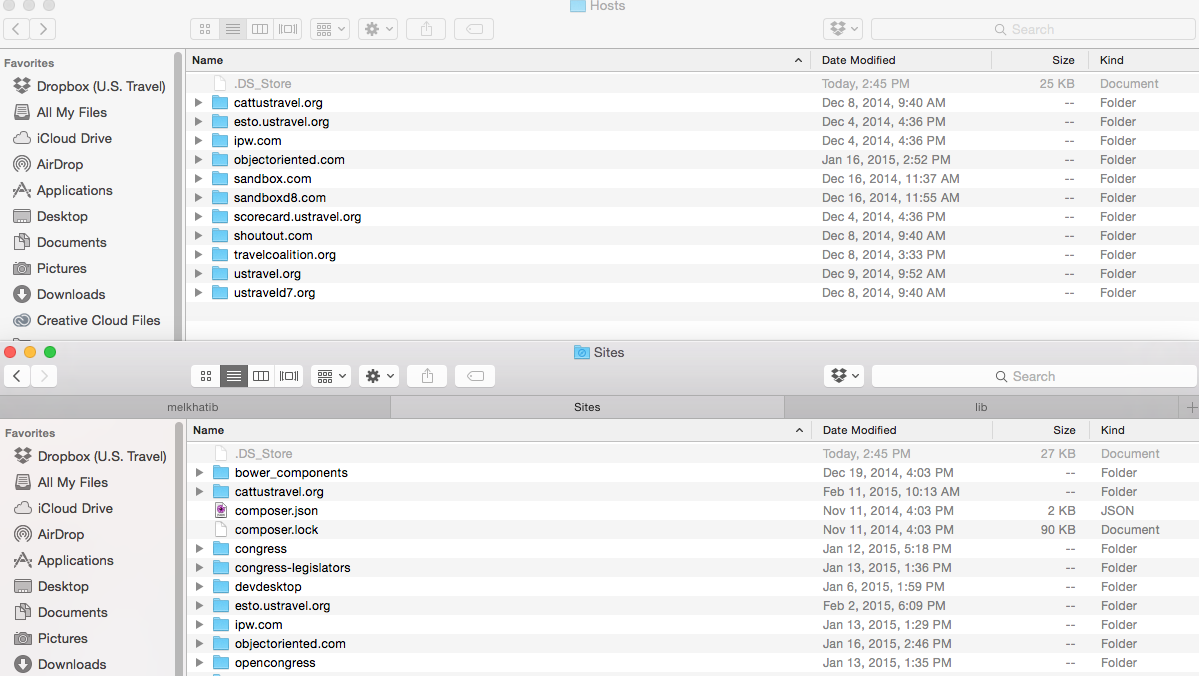 Hosts
Search
Favorites
Dropbox (U.S. Travel)
All My Files
iCloud Drive
AirDrop
Applications
Desktop
Documents
Pictures
Downloads
Creative Cloud Files
Name Date Modified Size Kind
.DS_Store Today, 2:45 PM 25 KB Document
cattustravel.org Dec 8, 2014, 9:40 AM -- Folder
esto.ustravel.org Dec 4, 2014, 4:36 PM -- Folder
ipw.com Dec 4, 2014, 4:36 PM -- Folder
objectoriented.com Jan 16, 2015, 2:52 PM -- Folder
sandbox.com Dec 16, 2014, 11:37 AM -- Folder
sandboxd8.com Dec 16, 2014, 11:55 AM -- Folder
scorecard.ustravel.org Dec 4, 2014, 4:36 PM -- Folder
shoutout.com Dec 8, 2014, 9:40 AM -- Folder
travelcoalition.org Dec 8, 2014, 3:33 PM -- Folder
ustravel.org Dec 9, 2014, 9:52 AM -- Folder
ustraveld7.org Dec 8, 2014, 9:40 AM -- Folder
Sites
Search
melkhatib Sites lib
Favorites
Dropbox (U.S. Travel)
All My Files
iCloud Drive
AirDrop
Applications
Desktop
Documents
Pictures
Downloads
Name Date Modified Size Kind
.DS_Store Today, 2:45 PM 27 KB Document
bower_components Dec 19, 2014, 4:03 PM -- Folder
cattustravel.org Feb 11, 2015, 10:13 AM -- Folder
composer.json Nov 11, 2014, 4:03 PM 2 KB JSON
composer.lock Nov 11, 2014, 4:03 PM 90 KB Document
congress Jan 12, 2015, 5:18 PM -- Folder
congress-legislators Jan 13, 2015, 1:36 PM -- Folder
devdesktop Jan 6, 2015, 1:59 PM -- Folder
esto.ustravel.org Feb 2, 2015, 6:09 PM -- Folder
ipw.com Jan 13, 2015, 1:29 PM -- Folder
objectoriented.com Jan 16, 2015, 2:46 PM -- Folder
opencongress Jan 13, 2015, 1:35 PM -- Folder